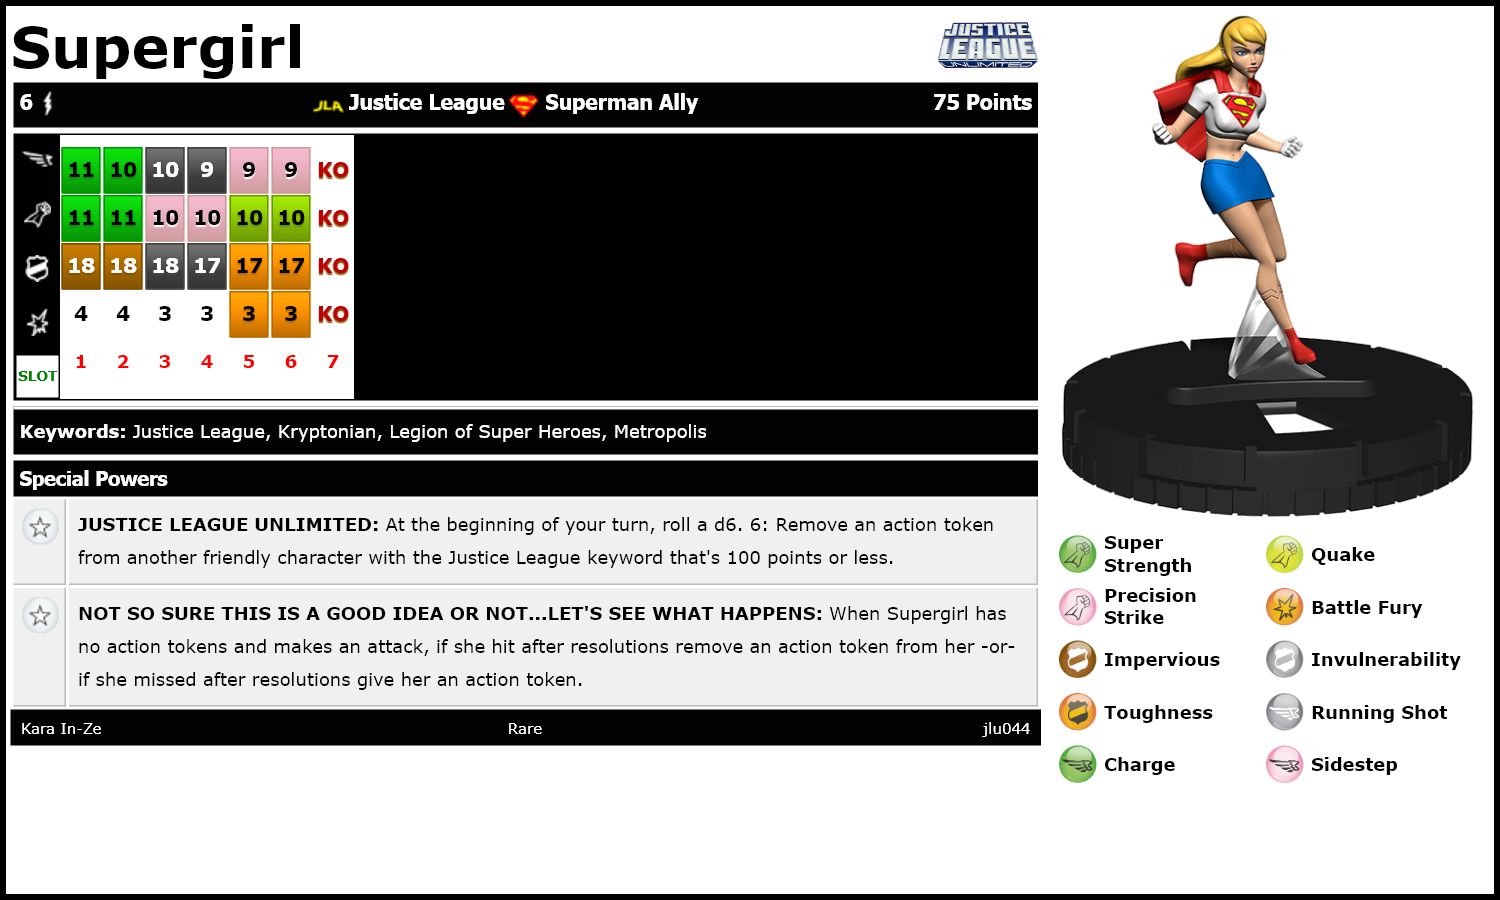 Supergirl
JUSTICE
LEAGUE
UNLIMITED
6 JLA Justice League Superman Ally 75 Points
11 10 10 9 9 9 KO
11 11 10 10 10 10 KO
18 18 18 17 17 17 KO
4 4 3 3 3 3 KO
SLOT 1 2 3 4 5 6 7
Keywords: Justice League, Kryptonian, Legion of Super Heroes, Metropolis
Special Powers
JUSTICE LEAGUE UNLIMITED: At the beginning of your turn, roll a d6. 6: Remove an action token
from another friendly character with the Justice League keyword that's 100 points or less.
NOT SO SURE THIS IS A GOOD IDEA OR NOT...LET'S SEE WHAT HAPPENS: When Supergirl has
no action tokens and makes an attack, if she hit after resolutions remove an action token from her -or-
if she missed after resolutions give her an action token.
Kara In-Ze Rare jlu044
Super
Strength
Quake
Precision
Strike
Battle Fury
Impervious
Invulnerability
Toughness
Running Shot
Charge
Sidestep